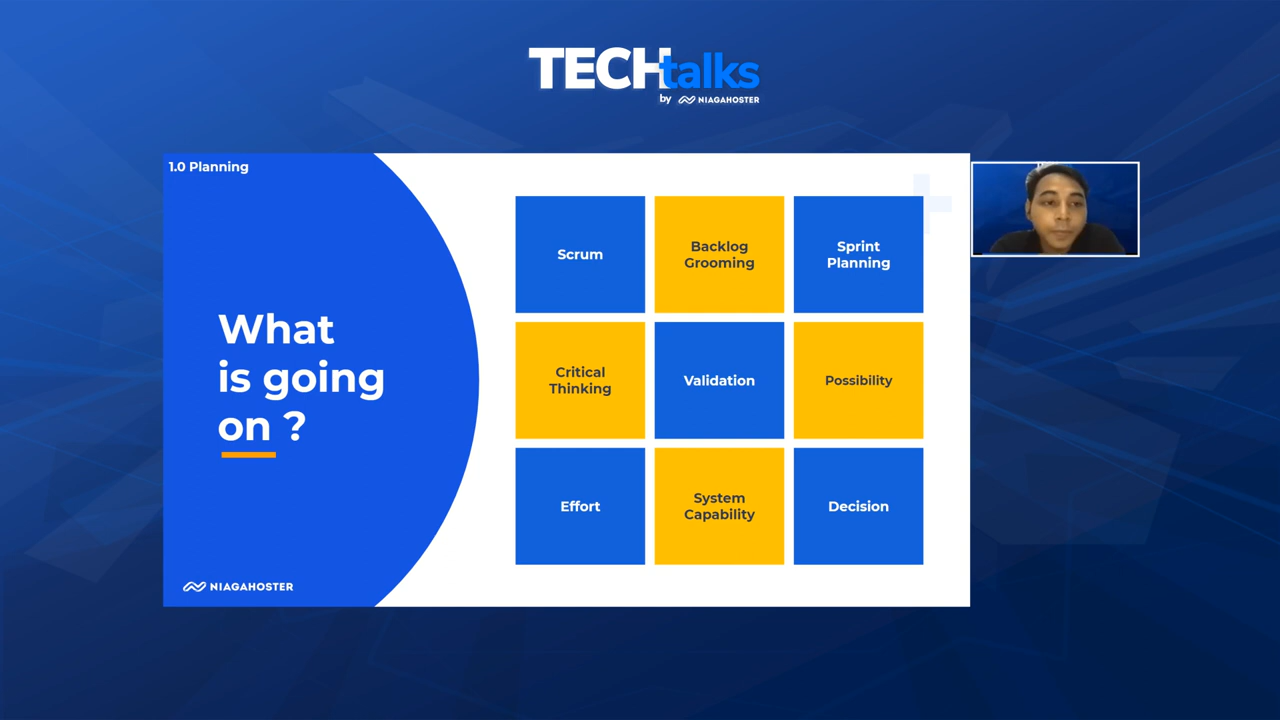 TECHtalks
by NIAGAHOSTER
1.0 Planning
What
is going
on ?
NIAGAHOSTER
Scrum
Backlog
Grooming
Sprint
Planning
Critical
Thinking
Validation
Possibility
Effort
System
Capability
Decision